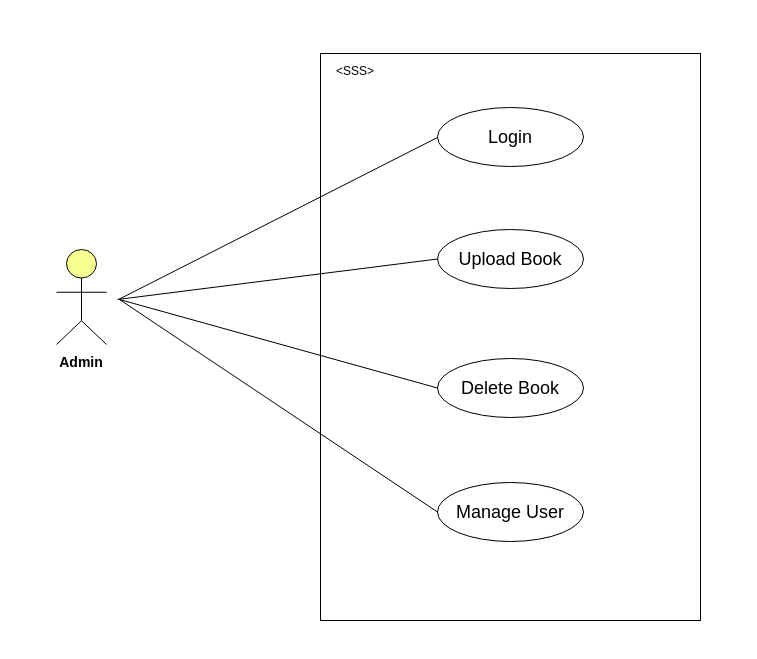 <SSS>
Login
Upload Book
Delete Book
Manage User
Admin